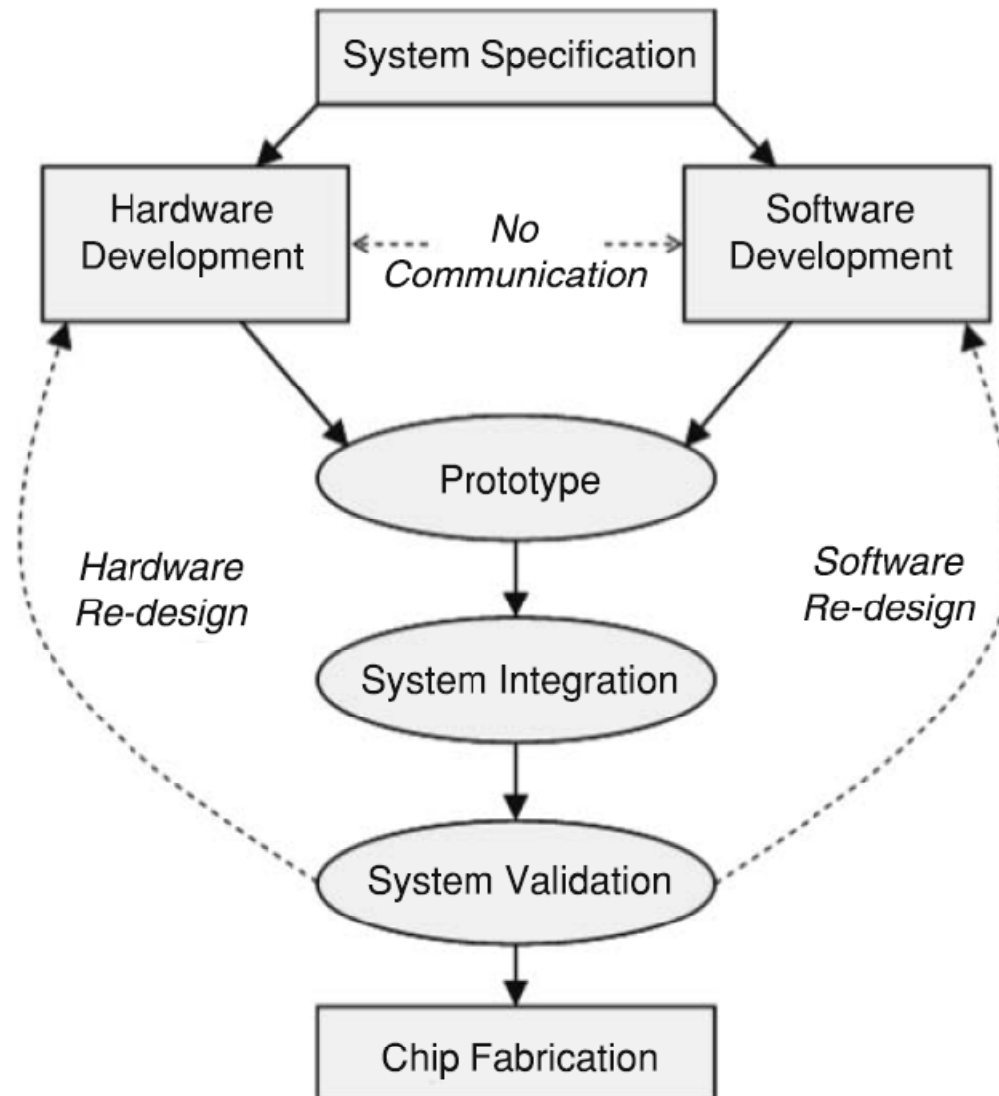 System Specification
Hardware
Development
No
Communication
Software
Development
Prototype
Hardware
Re-design
Software
Re-design
System Integration
System Validation
Chip Fabrication